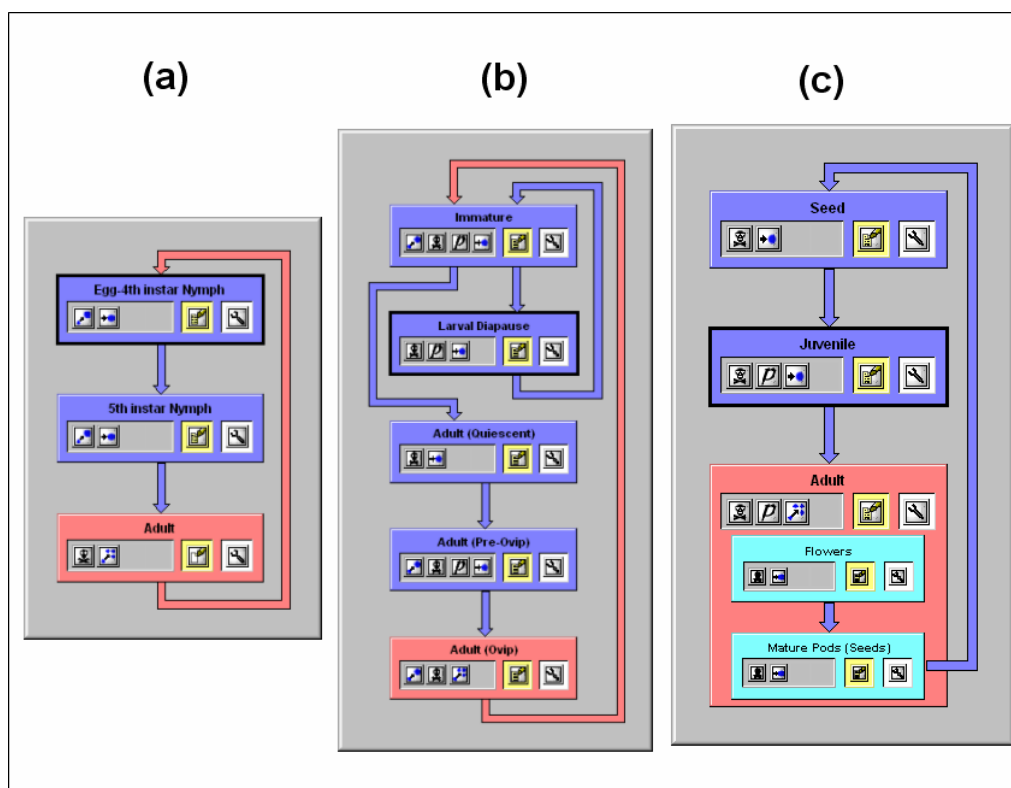 (a)
Egg-4th instar Nymph
5th instar Nymph
Adult
(b)
Immature
Larval Diapause
Adult (Quiescent)
Adult (Pre-Ovip)
Adult (Ovip)
(c)
Seed
Juvenile
Adult
Flowers
Mature Pods (Seeds)